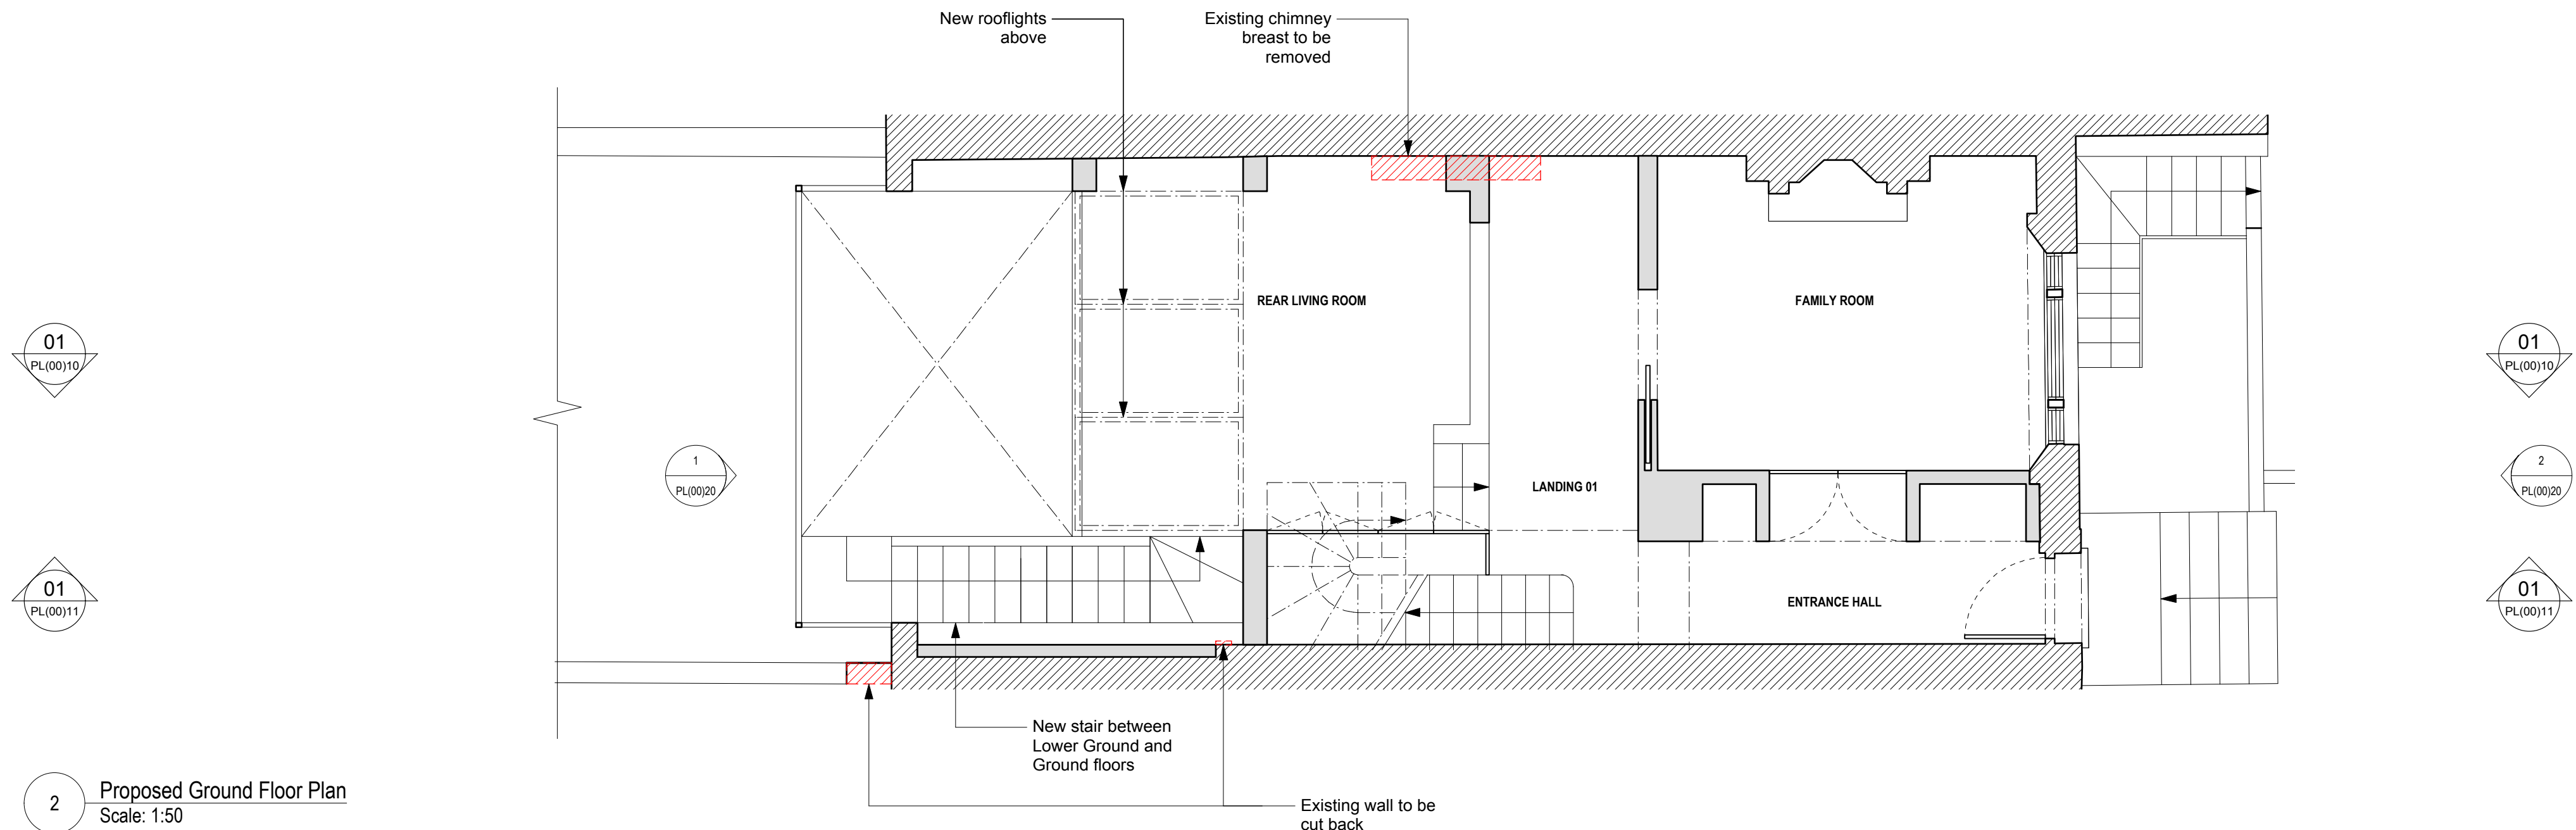 New rooflights
above
Existing chimney
breast to be
removed
REAR LIVING ROOM
FAMILY ROOM
01
PL(00)10
01
PL(00)10
1
PL(00)20
LANDING 01
2
PL(00)20
01
PL(00)11
ENTRANCE HALL
01
PL(00)11
New stair between
Lower Ground and
Ground floors
2
Proposed Ground Floor Plan
Scale: 1:50
Existing wall to be
cut back